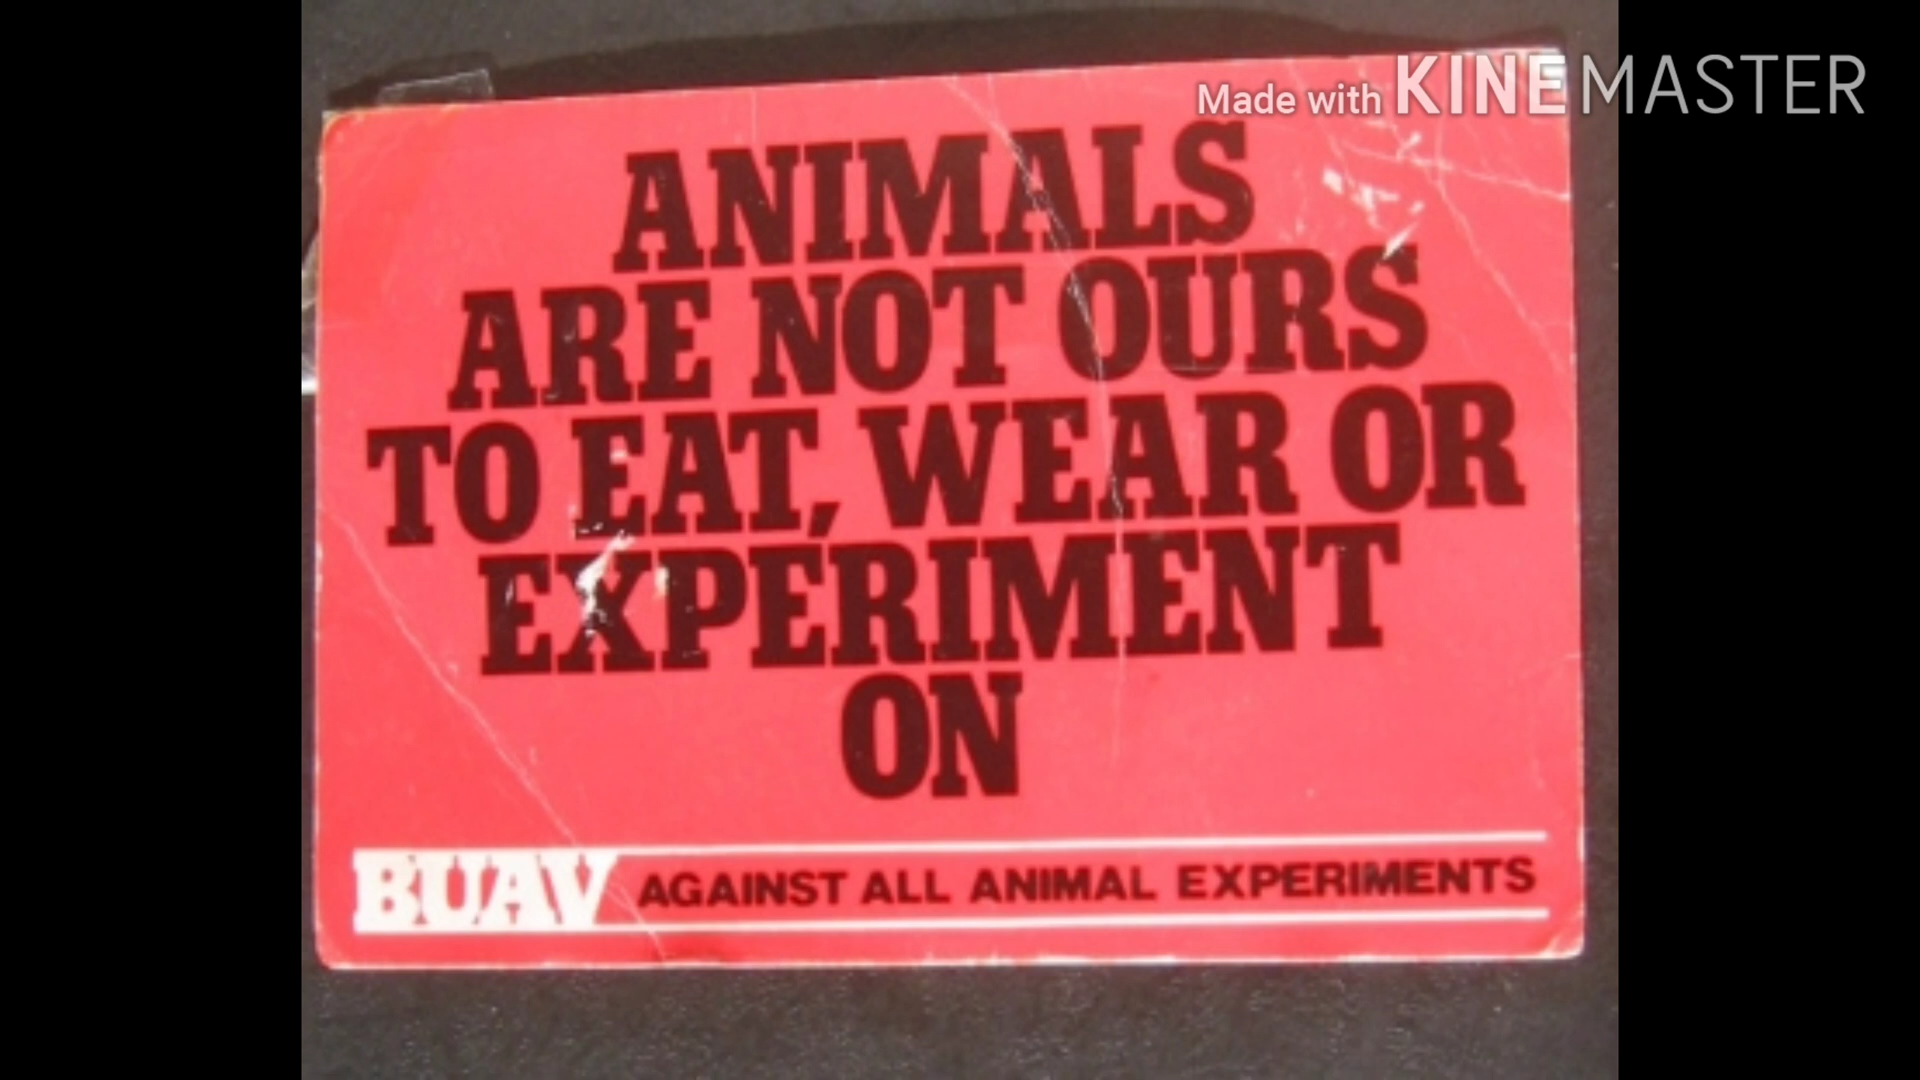 Made with KINEMASTER
ANIMALS
ARE NOT OURS
TO EAT, WEAR OR
EXPERIMENT
ON
BUAV AGAINST ALL ANIMAL EXPERIMENTS